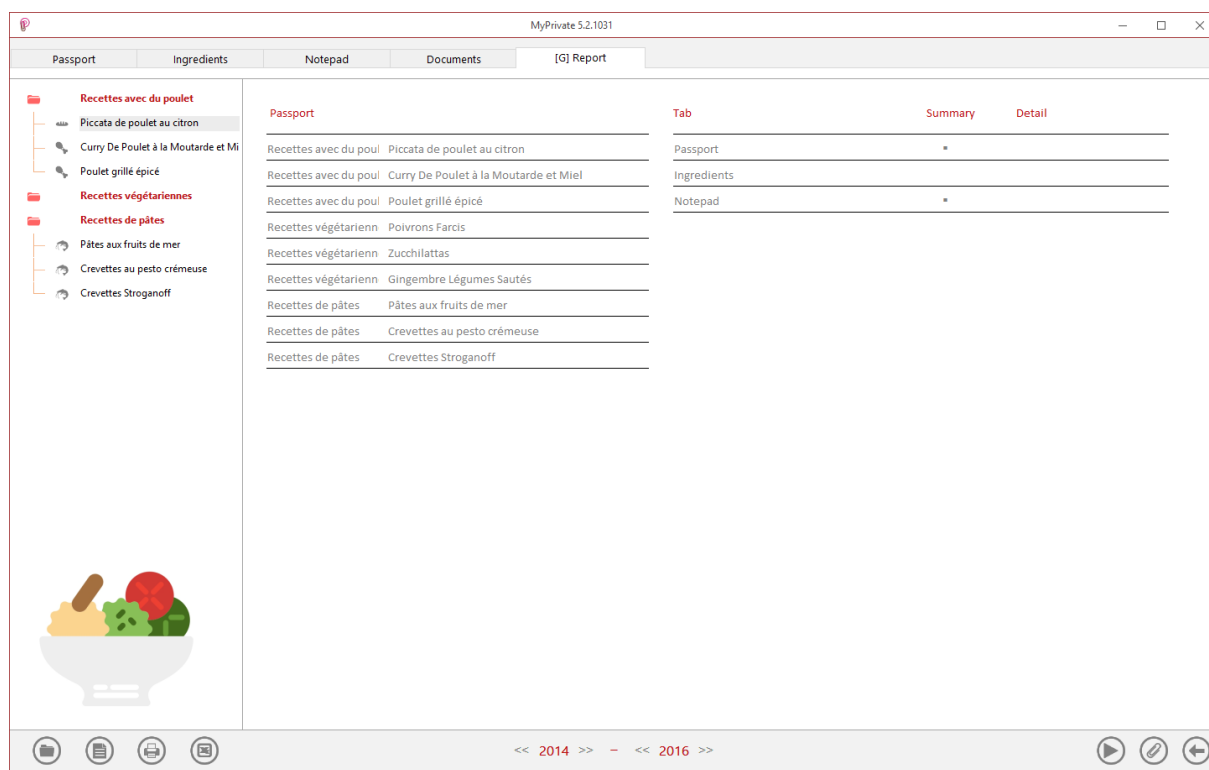 MyPrivate 5.2.1031
Passport Ingredients Notepad Documents [G] Report
Recettes avec du poulet
Piccata de poulet au citron
Curry De Poulet à la Moutarde et Mi
Poulet grillé épicé
Recettes végétariennes
Recettes de pâtes
Pâtes aux fruits de mer
Crevettes au pesto crémeuse
Crevettes Stroganoff
Passport
Recettes avec du poul Piccata de poulet au citron
Recettes avec du poul Curry De Poulet à la Moutarde et Miel
Recettes avec du poul Poulet grillé épicé
Recettes végétarienn Poivrons Farcis
Recettes végétarienn Zucchilattas
Recettes végétarienn Gingembre Légumes Sautés
Recettes de pâtes Pâtes aux fruits de mer
Recettes de pâtes Crevettes au pesto crémeuse
Recettes de pâtes Crevettes Stroganoff
Tab Summary Detail
Passport
Ingredients
Notepad
<< 2014 >> – << 2016 >>